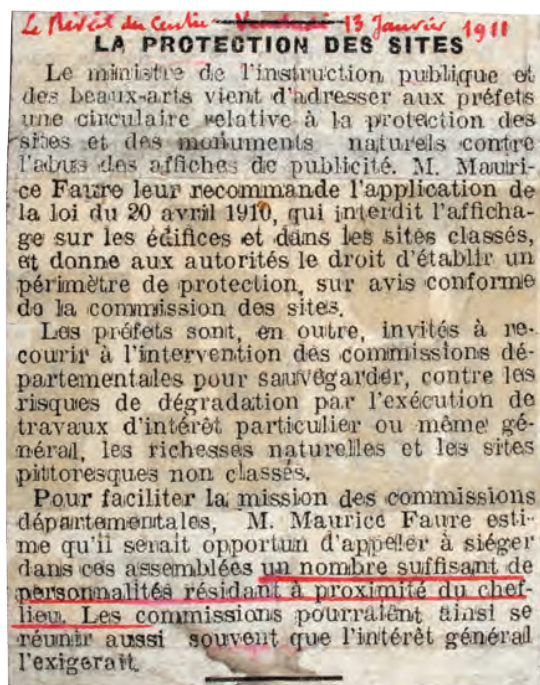 Le Réveil du Centre Vendredi 13 Janvier 1911
LA PROTECTION DES SITES
Le ministre de l'instruction publique et
des beaux-arts vient d'adresser aux préfets
une circulaire relative à la protection des
sites et des monuments naturels contre
l'abus des affiches de publicité. M. Mauri-
ce Faure leur recommande l'application de
la loi du 20 avril 1910, qui interdit l'afficha-
ge sur les édifices et dans les sites classés,
et donne aux autorités le droit d'établir un
périmètre de protection, sur avis conforme
de la commission des sites.
Les préfets sont, en outre, invités à re-
courir à l'intervention des commissions dé-
partementales pour sauvegarder, contre les
risques de dégradation par l'exécution de
travaux d'intérêt particulier ou même gé-
néral, les richesses naturelles et les sites
pittoresques non classés.
Pour faciliter la mission des commissions
départementales, M. Maurice Faure esti-
me qu'il serait opportun d'appeler à siéger
dans ces assemblées un nombre suffisant de
personnalités résidant à proximité du chef-
lieu. Les commissions pourraient ainsi se
réunir aussi souvent que l'intérêt général
l'exigerait.